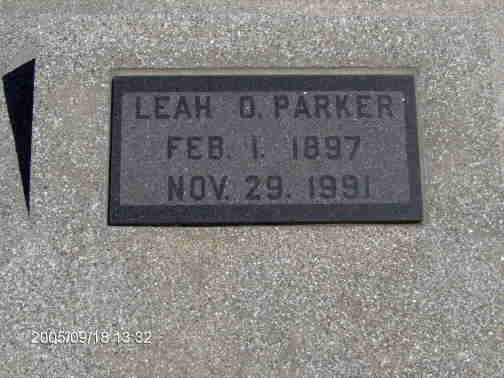 LEAH O. PARKER
FEB. 1. 1897
NOV. 29. 1991
2005/09/18 13:32